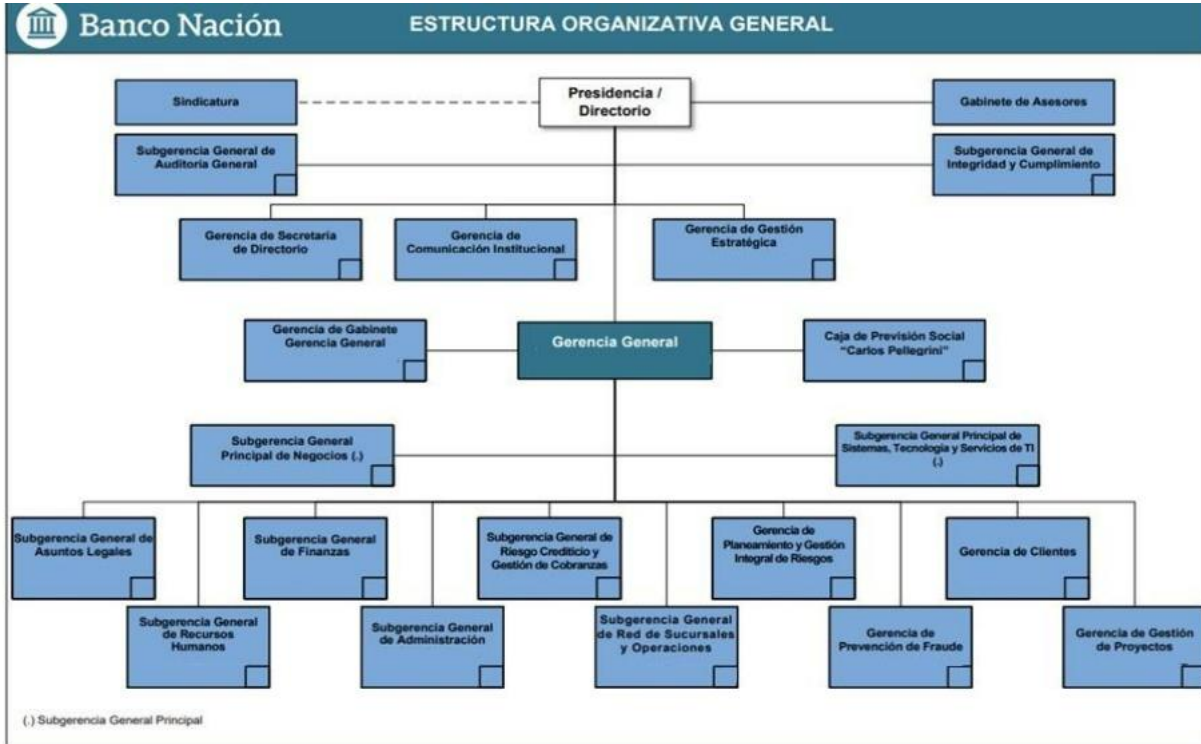 Banco Nación
ESTRUCTURA ORGANIZATIVA GENERAL
Sindicatura
Presidencia /
Directorio
Gabinete de Asesores
Subgerencia General de
Auditoría General
Subgerencia General de
Integridad y Cumplimiento
Gerencia de Secretaría
de Directorio
Gerencia de
Comunicación Institucional
Gerencia de Gestión
Estratégica
Gerencia de Gabinete
Gerencia General
Gerencia General
Caja de Previsión Social
"Carlos Pellegrini"
Subgerencia General
Principal de Negocios (.)
Subgerencia General Principal de
Sistemas, Tecnología y Servicios de TI
(.)
Subgerencia General de
Asuntos Legales
Subgerencia General
de Finanzas
Subgerencia General de
Riesgo Crediticio y
Gestión de Cobranzas
Gerencia de
Planeamiento y Gestión
Integral de Riesgos
Gerencia de Clientes
Subgerencia General
de Recursos
Humanos
Subgerencia General
de Administración
Subgerencia General
de Red de Sucursales
y Operaciones
Gerencia de
Prevención de Fraude
Gerencia de Gestión
de Proyectos
(.) Subgerencia General Principal